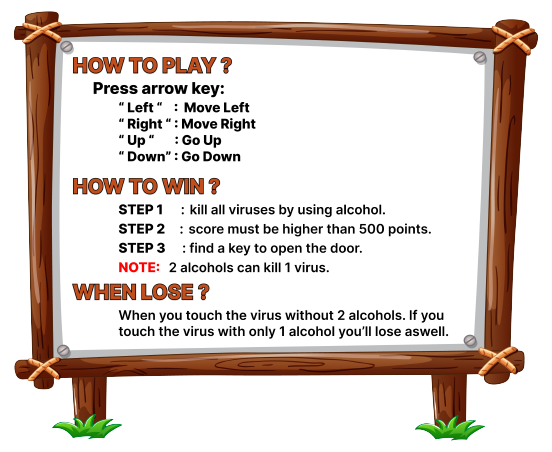 HOW TO PLAY ?
Press arrow key:
“ Left “ : Move Left
“ Right “ : Move Right
“ Up “ : Go Up
“ Down” : Go Down
HOW TO WIN ?
STEP 1 : kill all viruses by using alcohol.
STEP 2 : score must be higher than 500 points.
STEP 3 : find a key to open the door.
NOTE: 2 alcohols can kill 1 virus.
WHEN LOSE ?
When you touch the virus without 2 alcohols. If you
touch the virus with only 1 alcohol you’ll lose aswell.